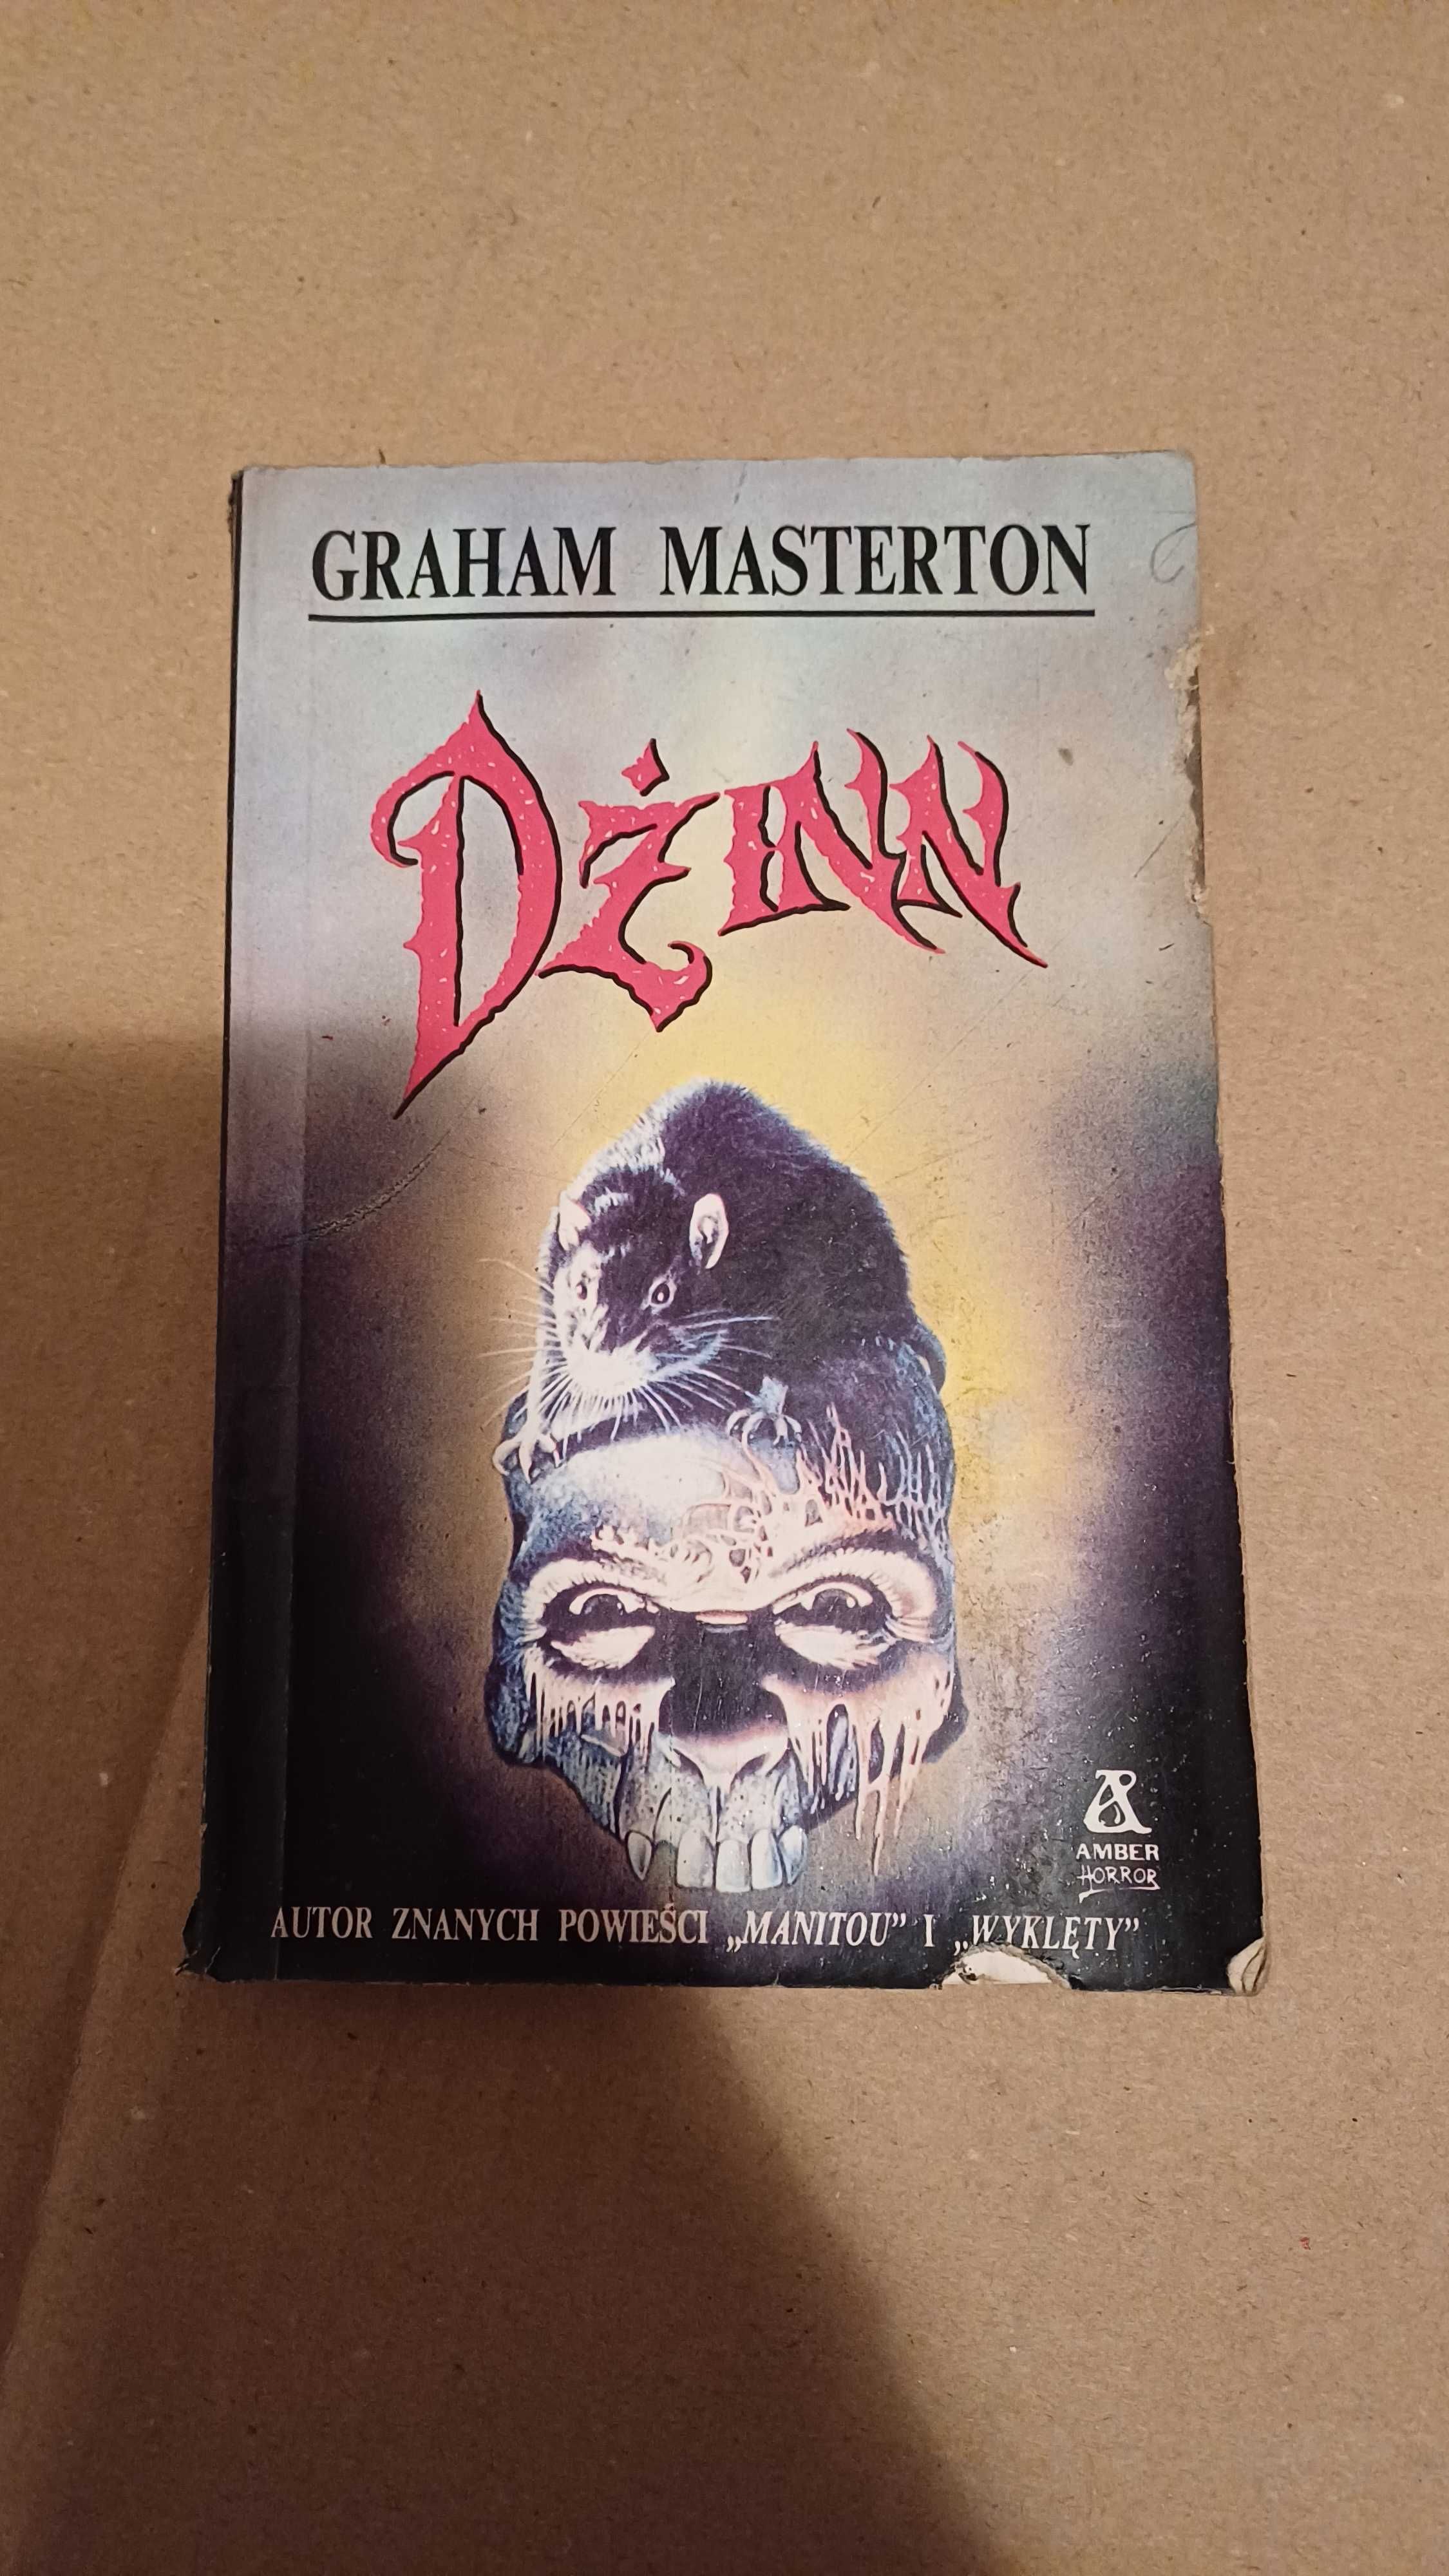 GRAHAM MASTERTON
DŻINN
AMBER
HORROR
AUTOR ZNANYCH POWIEŚCI „MANITOU” I „WYKLĘTY”